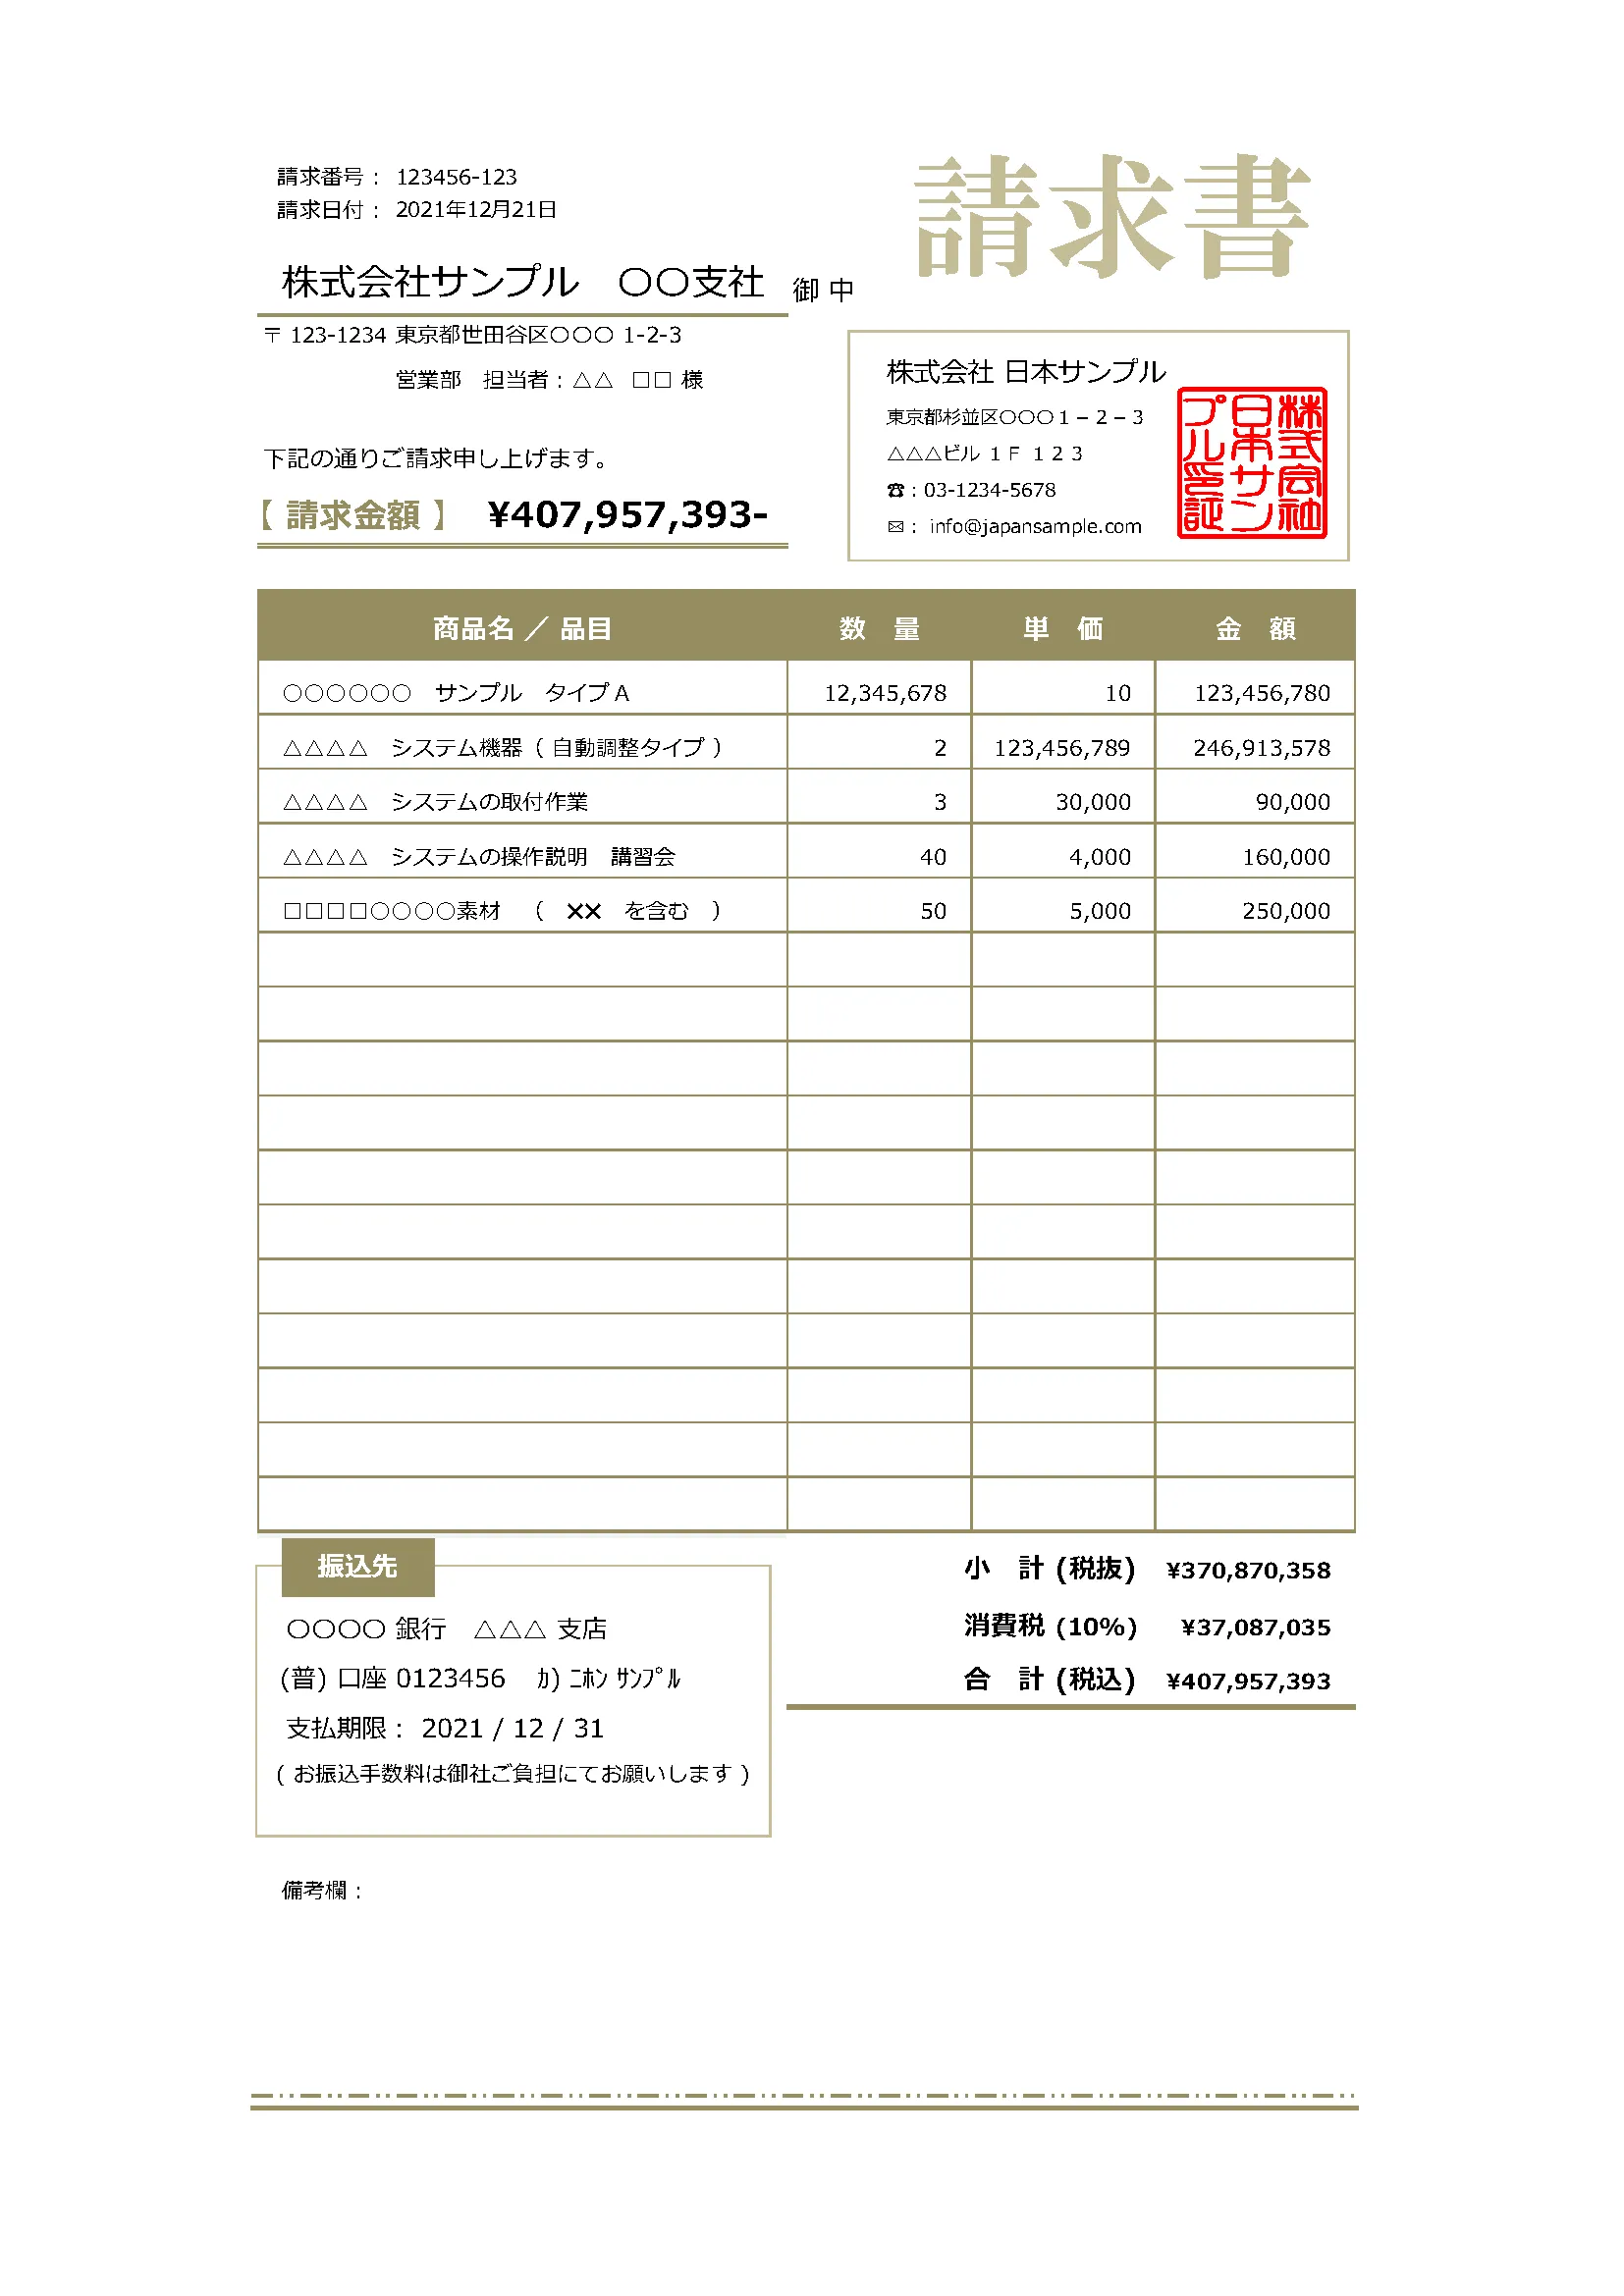 請求書
請求番号： 123456-123
請求日付： 2021年12月21日
株式会社サンプル　〇〇支社 御 中
〒 123-1234 東京都世田谷区〇〇〇 1-2-3
営業部　担当者：△△　□□ 様
下記の通りご請求申し上げます。
【 請求金額 】 ¥407,957,393-
株式会社 日本サンプル
東京都杉並区〇〇〇１－２－３
△△△ビル １Ｆ １２３
☎：03-1234-5678
✉： info@japansample.com
株式会社
日本サン
プル印証
商品名 ／ 品目 数　量 単　価 金　額
○○○○○○　サンプル　タイプＡ 12,345,678 10 123,456,780
△△△△　システム機器（ 自動調整タイプ ） 2 123,456,789 246,913,578
△△△△　システムの取付作業 3 30,000 90,000
△△△△　システムの操作説明　講習会 40 4,000 160,000
□□□□○○○○素材　（　✕✕　を含む　） 50 5,000 250,000
小　計 (税抜) ¥370,870,358
消費税 (10%) ¥37,087,035
合　計 (税込) ¥407,957,393
振込先
〇〇〇〇 銀行　△△△ 支店
(普) 口座 0123456　ｶ) ﾆﾎﾝ ｻﾝﾌﾟﾙ
支払期限： 2021 / 12 / 31
( お振込手数料は御社ご負担にてお願いします )
備考欄：